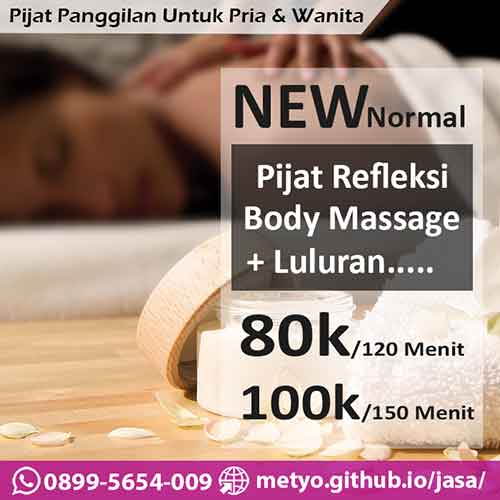 Pijat Panggilan Untuk Pria & Wanita
NEW Normal
Pijat Refleksi
Body Massage
+ Luluran.....
80k/120 Menit
100k/150 Menit
0899-5654-009 metyo.github.io/jasa/